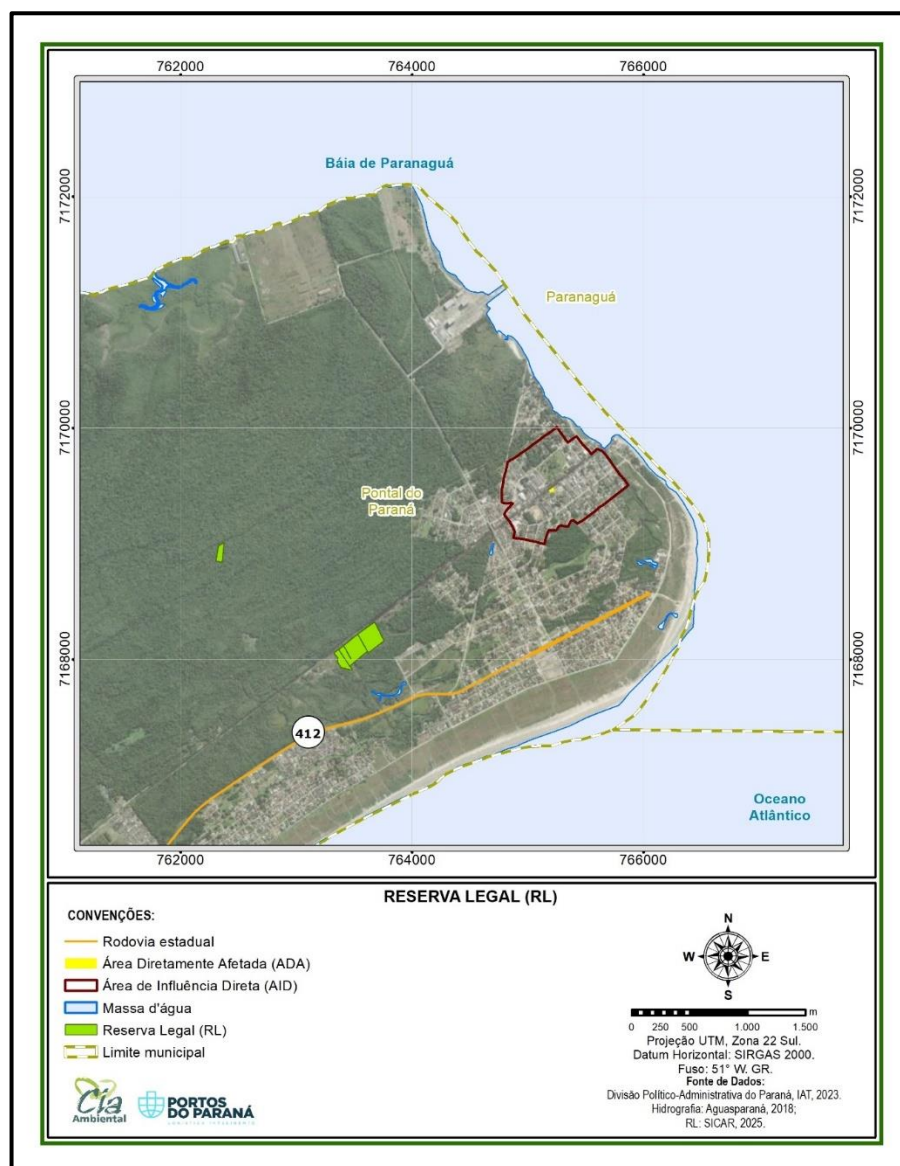 762000 764000 766000
7172000 7172000
Báia de Paranaguá
Paranaguá
7170000 7170000
Pontal do
Paraná
7168000 7168000
412
Oceano
Atlântico
762000 764000 766000
RESERVA LEGAL (RL)
CONVENÇÕES:
Rodovia estadual
Área Diretamente Afetada (ADA)
Área de Influência Direta (AID)
Massa d'água
Reserva Legal (RL)
Limite municipal
N
W E
S
0 250 500 1.000 1.500 m
Projeção UTM, Zona 22 Sul.
Datum Horizontal: SIRGAS 2000.
Fuso: 51° W. GR.
Fonte de Dados:
Divisão Político-Administrativa do Paraná, IAT, 2023.
Hidrografia: Aguasparaná, 2018;
RL: SICAR, 2025.
Cia
Ambiental
PORTOS
DO PARANÁ